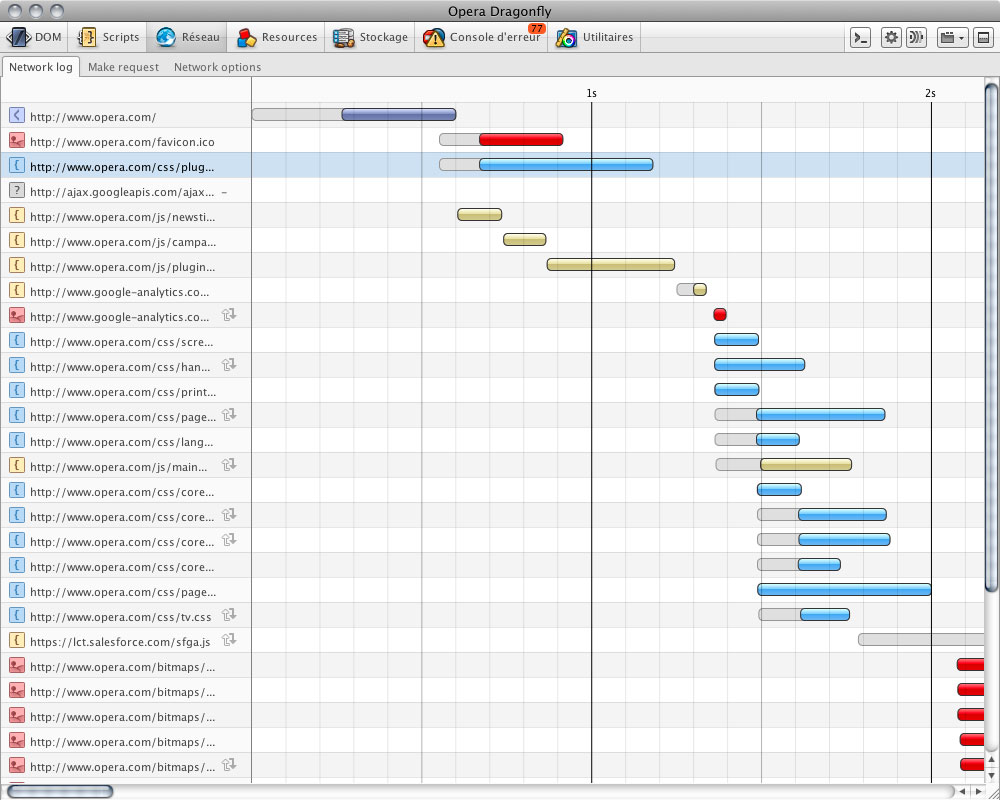 Opera Dragonfly
DOM Scripts Réseau Resources Stockage Console d'erreur 77 Utilitaires
Network log Make request Network options
1s 2s
http://www.opera.com/
http://www.opera.com/favicon.ico
http://www.opera.com/css/plug...
http://ajax.googleapis.com/ajax... –
http://www.opera.com/js/newsti...
http://www.opera.com/js/campa...
http://www.opera.com/js/plugin...
http://www.google-analytics.co...
http://www.google-analytics.co...
http://www.opera.com/css/scre...
http://www.opera.com/css/han...
http://www.opera.com/css/print...
http://www.opera.com/css/page...
http://www.opera.com/css/lang...
http://www.opera.com/js/main...
http://www.opera.com/css/core...
http://www.opera.com/css/core...
http://www.opera.com/css/core...
http://www.opera.com/css/core...
http://www.opera.com/css/page...
http://www.opera.com/css/tv.css
https://lct.salesforce.com/sfga.js
http://www.opera.com/bitmaps/...
http://www.opera.com/bitmaps/...
http://www.opera.com/bitmaps/...
http://www.opera.com/bitmaps/...
http://www.opera.com/bitmaps/...